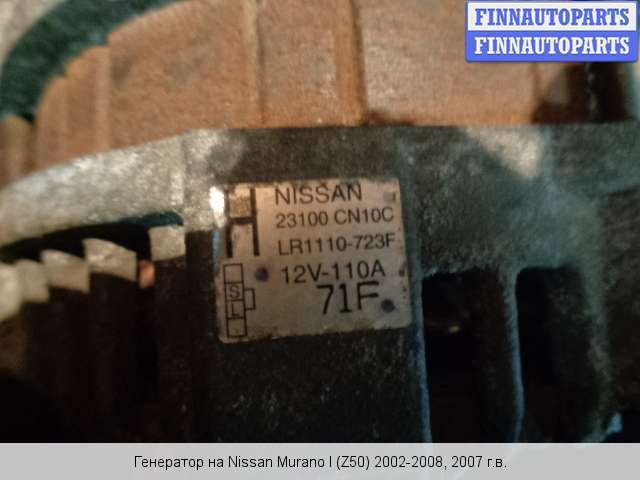 FINNAUTOPARTS
FINNAUTOPARTS
H
NISSAN
23100 CN10C
LR1110-723F
12V-110A
71F
S
L
Генератор на Nissan Murano I (Z50) 2002-2008, 2007 г.в.